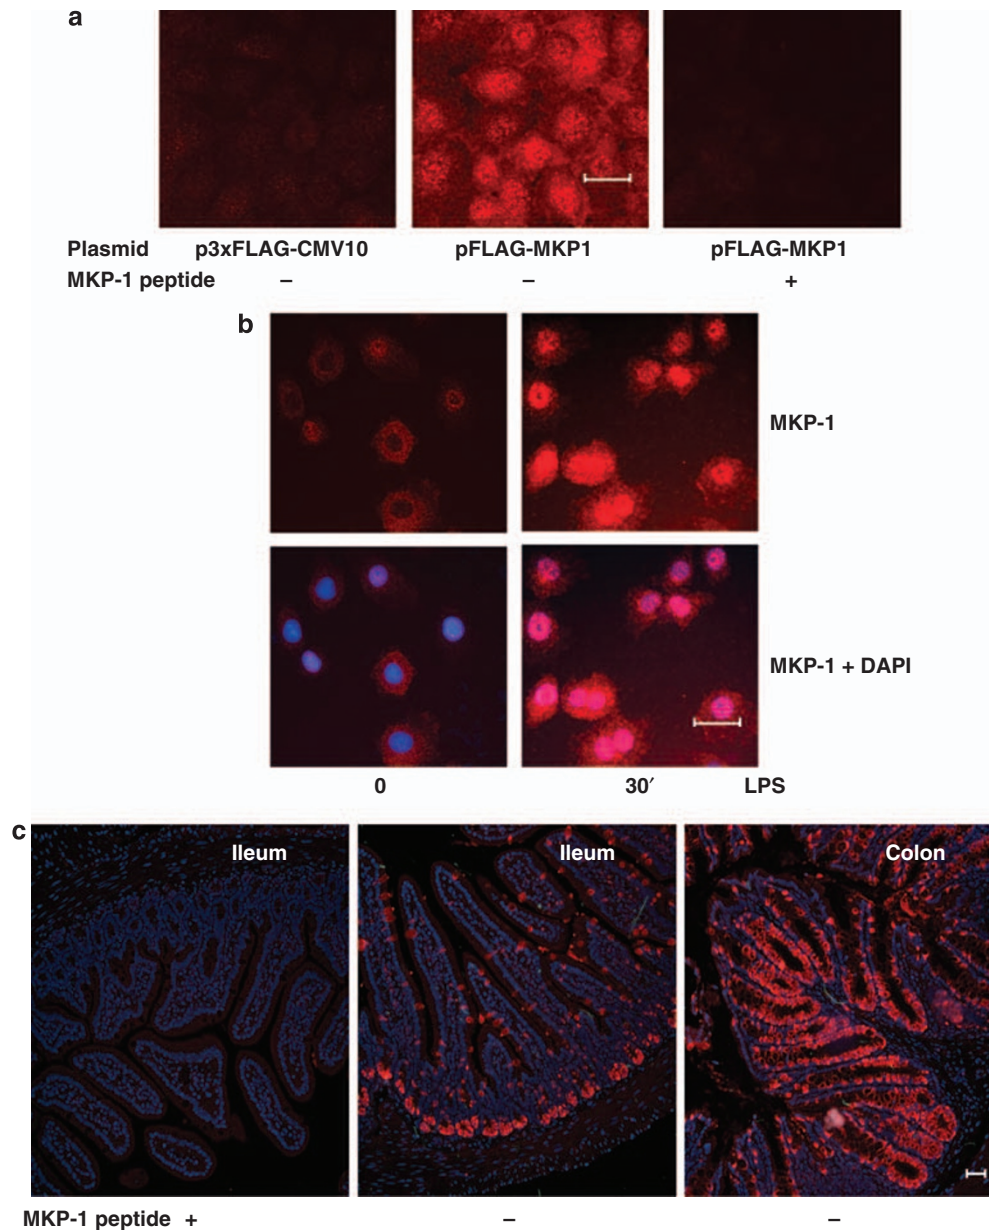 a
Plasmid p3xFLAG-CMV10 pFLAG-MKP1 pFLAG-MKP1
MKP-1 peptide – – +
b
MKP-1
MKP-1 + DAPI
0 30′ LPS
c
Ileum Ileum Colon
MKP-1 peptide + – –